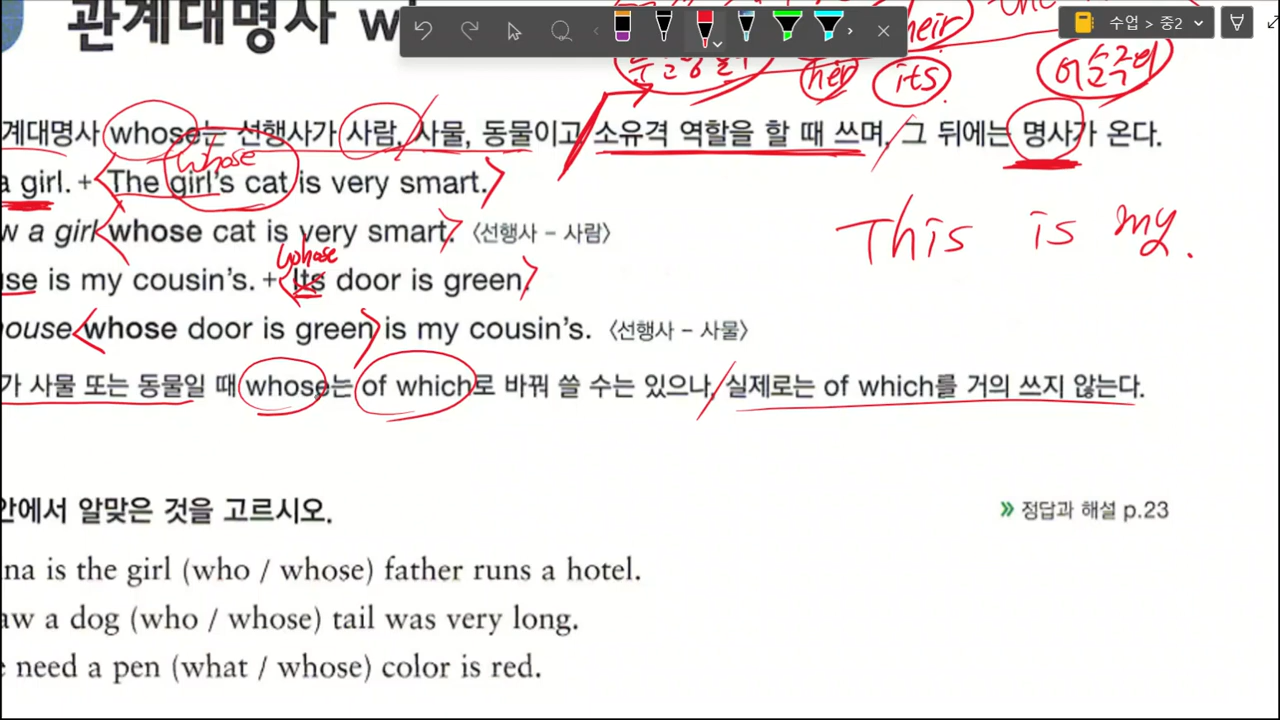 관계대명사 wh
수업 > 중2
their the
her its 어순주의
계대명사 whose는 선행사가 사람, 사물, 동물이고 소유격 역할을 할 때 쓰며, 그 뒤에는 명사가 온다.
whose
a girl. + The girl's cat is very smart.
w a girl whose cat is very smart. 〈선행사 – 사람〉
This is my.
whose
use is my cousin's. + Its door is green.
house whose door is green is my cousin's. 〈선행사 – 사물〉
가 사물 또는 동물일 때 whose는 of which로 바꿔 쓸 수는 있으나, 실제로는 of which를 거의 쓰지 않는다.
안에서 알맞은 것을 고르시오.
» 정답과 해설 p.23
na is the girl (who / whose) father runs a hotel.
aw a dog (who / whose) tail was very long.
e need a pen (what / whose) color is red.